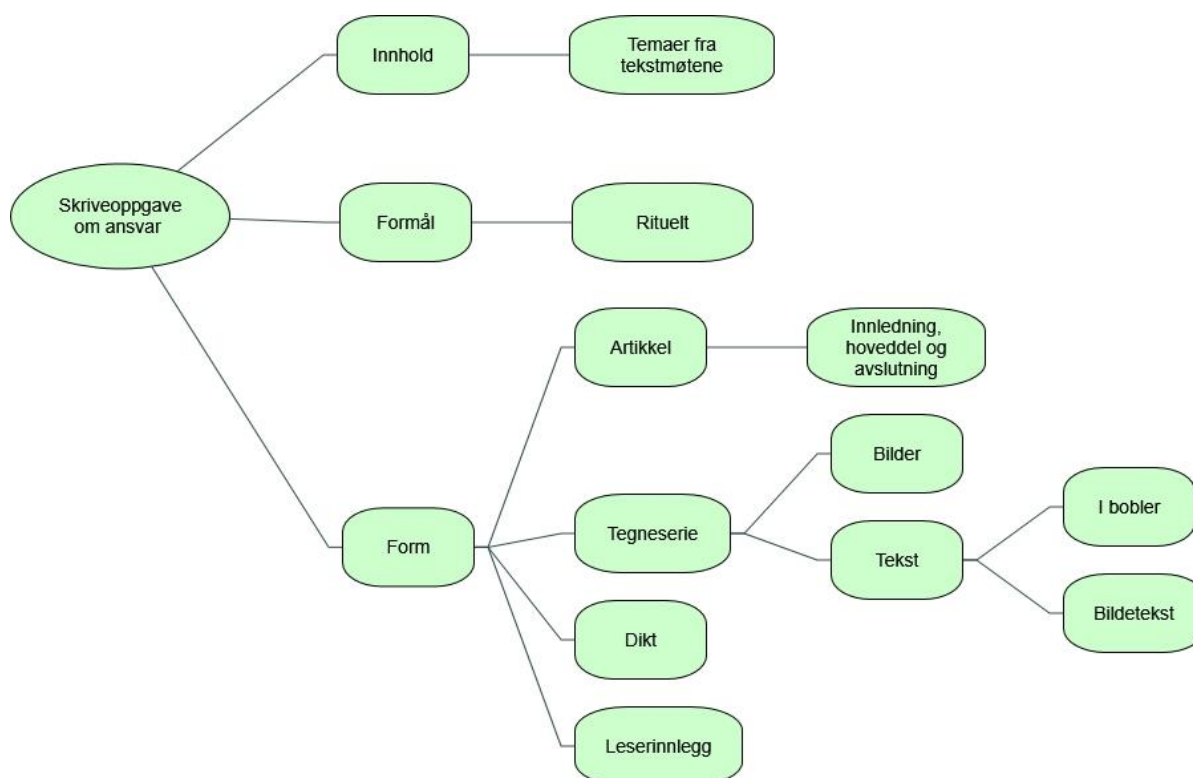 Innhold
Temaer fra
tekstmøtene
Skriveoppgave
om ansvar
Formål
Rituelt
Artikkel
Innledning,
hoveddel og
avslutning
Bilder
Form
Tegneserie
Tekst
I bobler
Bildetekst
Dikt
Leserinnlegg